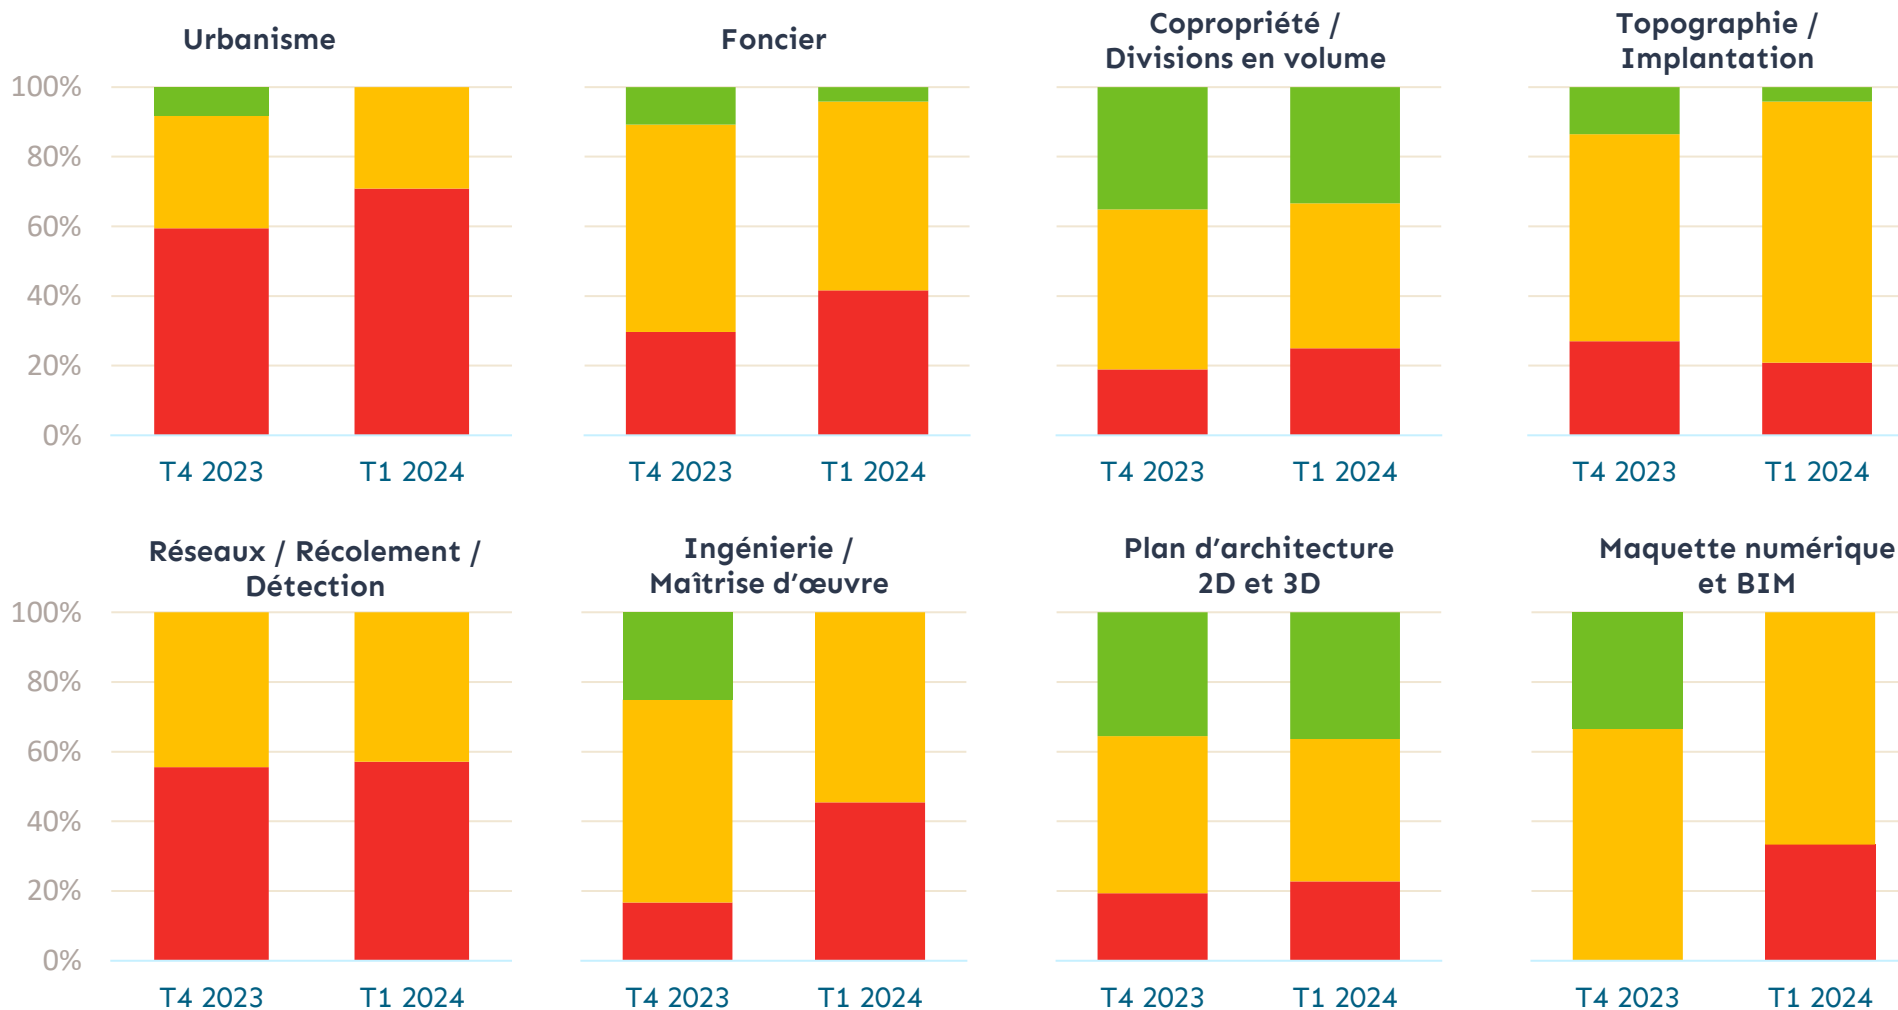 Urbanisme
Foncier
Copropriété /
Divisions en volume
Topographie /
Implantation
100%
80%
60%
40%
20%
0%
T4 2023
T1 2024
T4 2023
T1 2024
T4 2023
T1 2024
T4 2023
T1 2024
Réseaux / Récolement /
Détection
Ingénierie /
Maîtrise d’œuvre
Plan d’architecture
2D et 3D
Maquette numérique
et BIM
100%
80%
60%
40%
20%
0%
T4 2023
T1 2024
T4 2023
T1 2024
T4 2023
T1 2024
T4 2023
T1 2024